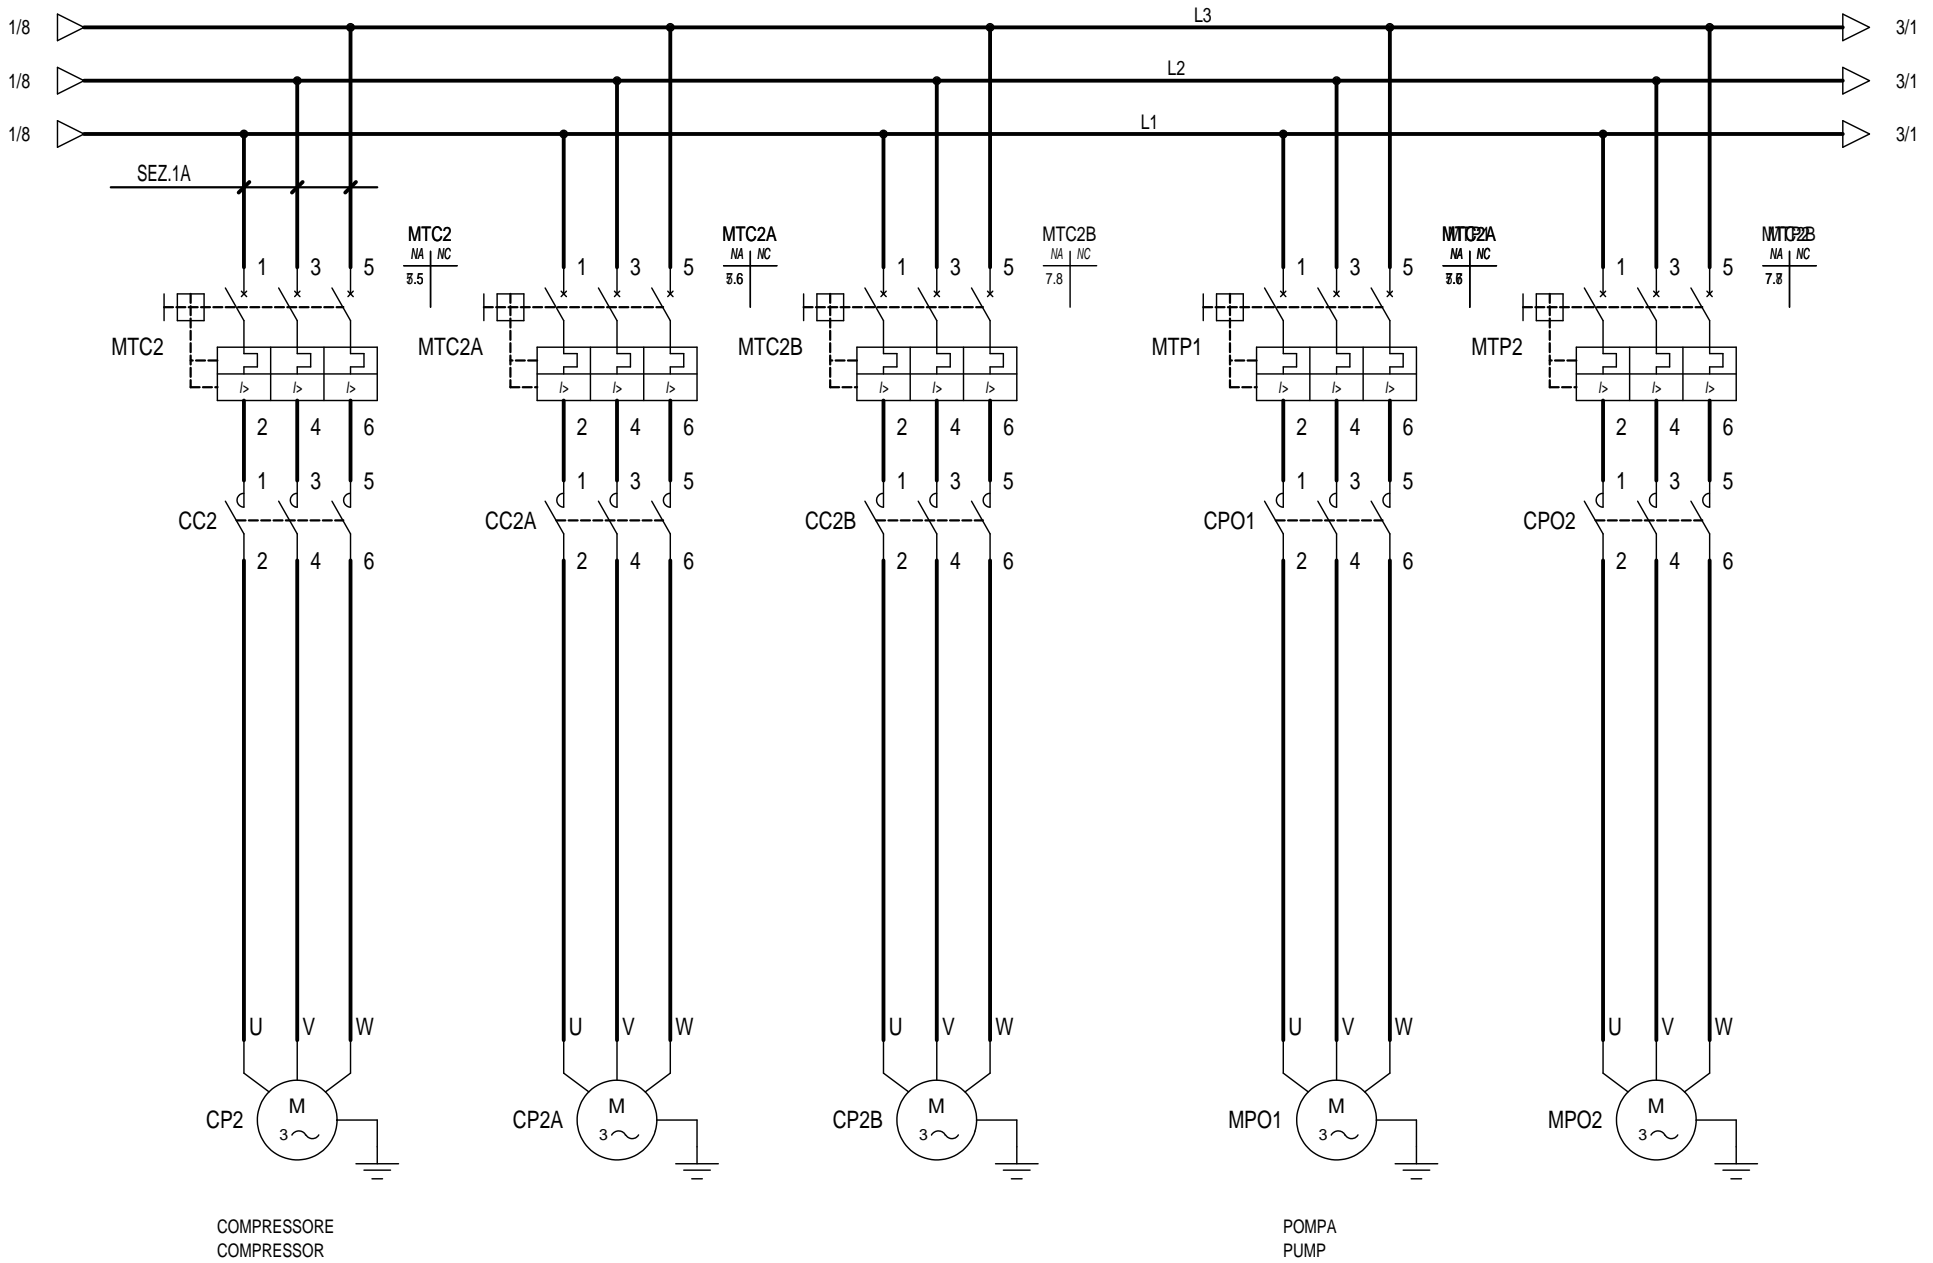 1/8 L3 3/1
1/8 L2 3/1
1/8 L1 3/1
SEZ.1A
MTC2 MTC2A MTC2B
NA NC NA NC NA NC NA NC NA NC
7.8
1 3 5 1 3 5 1 3 5 1 3 5 1 3 5
MTC2 MTC2A MTC2B MTP1 MTP2
I> I> I> I> I> I> I> I> I> I> I> I> I> I> I>
2 4 6 2 4 6 2 4 6 2 4 6 2 4 6
1 3 5 1 3 5 1 3 5 1 3 5 1 3 5
CC2 CC2A CC2B CPO1 CPO2
2 4 6 2 4 6 2 4 6 2 4 6 2 4 6
U V W U V W U V W U V W U V W
M M M M M
CP2 CP2A CP2B MPO1 MPO2
3 3 3 3 3
COMPRESSORE POMPA
COMPRESSOR PUMP